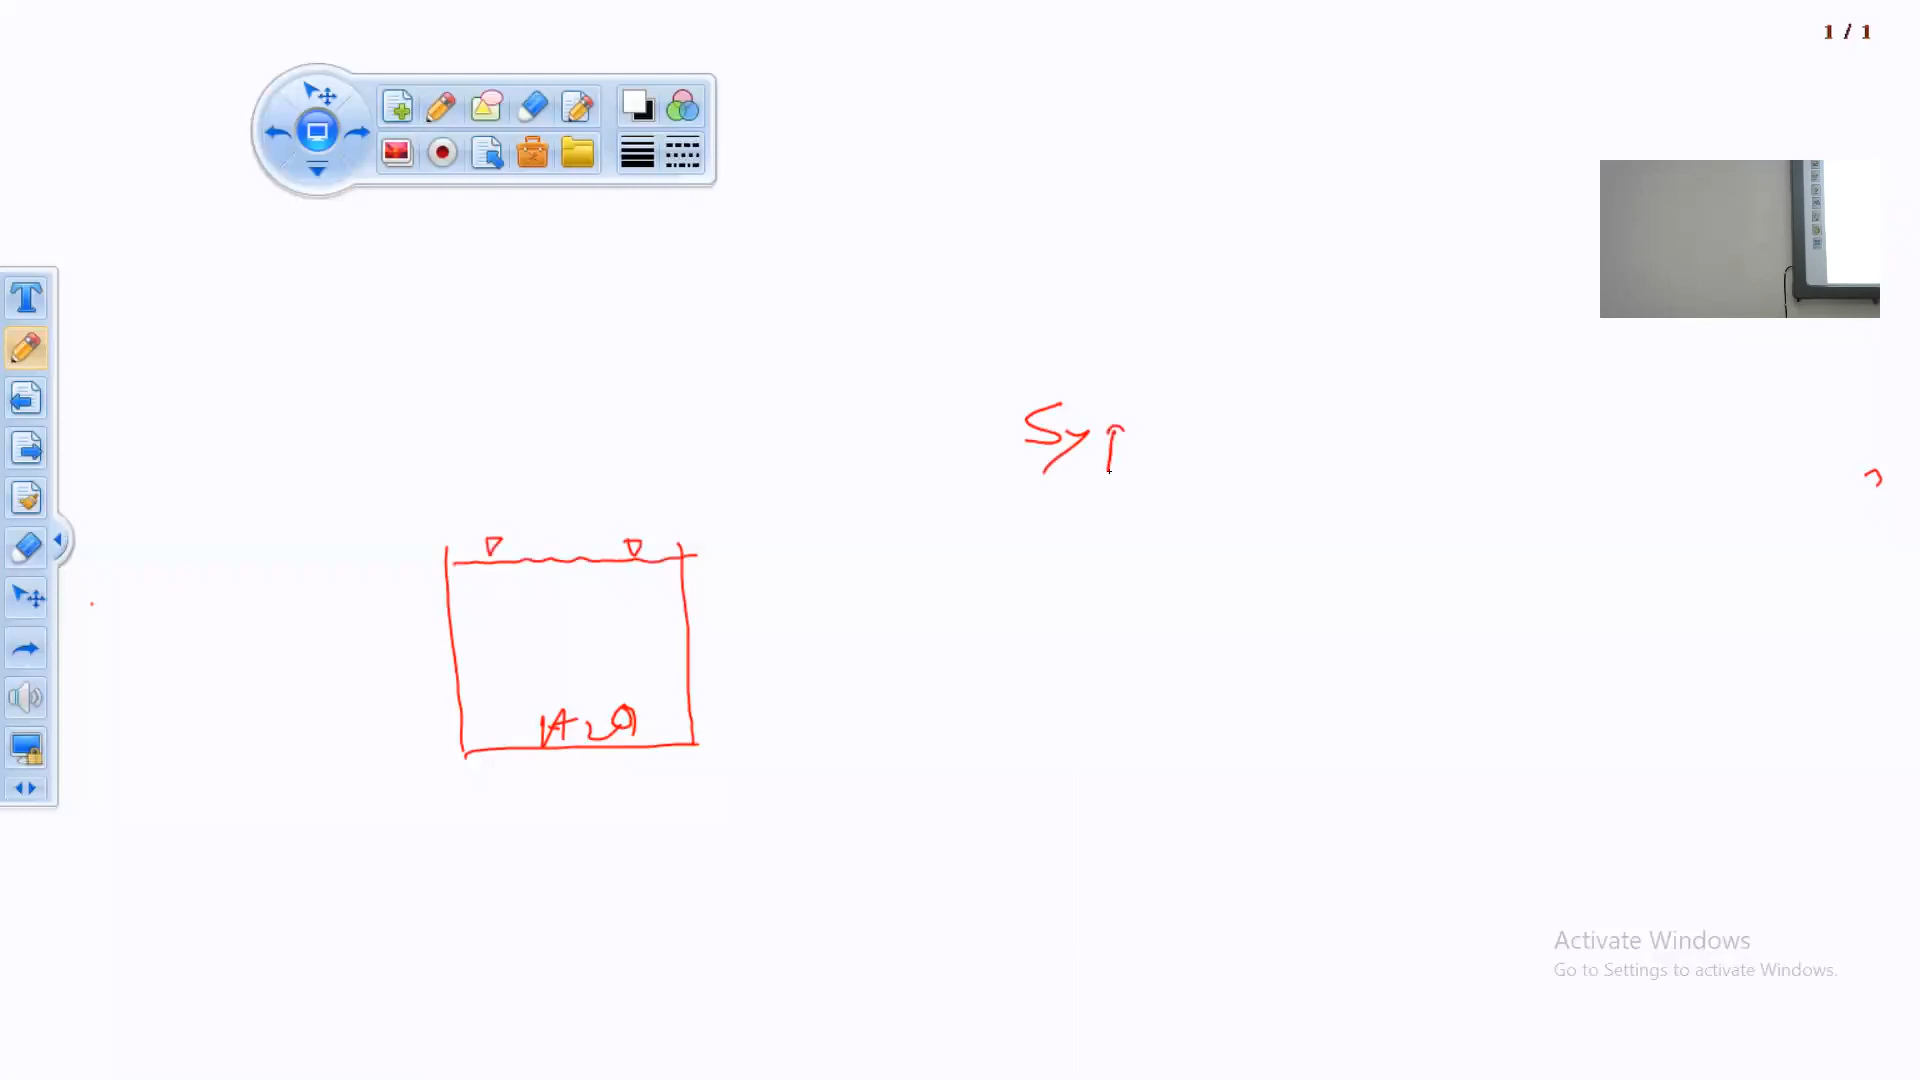 1 / 1
Sy
Activate Windows
Go to Settings to activate Windows.